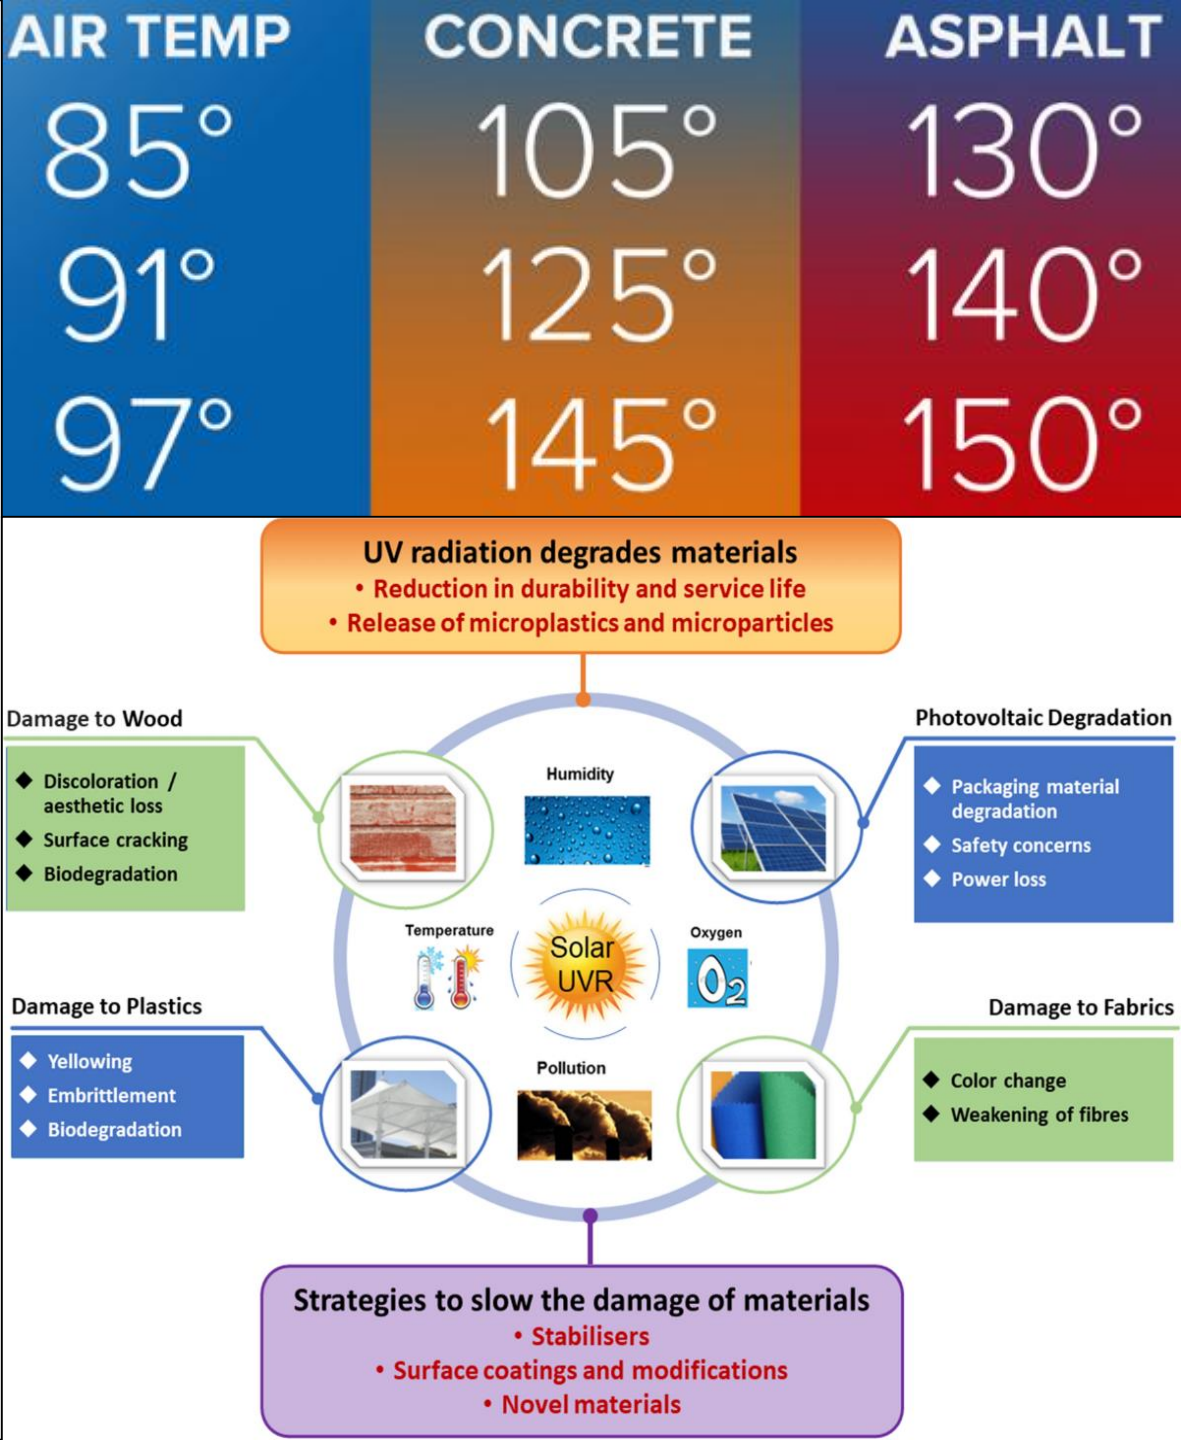 AIR TEMP CONCRETE ASPHALT
85° 105° 130°
91° 125° 140°
97° 145° 150°
UV radiation degrades materials
• Reduction in durability and service life
• Release of microplastics and microparticles
Damage to Wood
◆ Discoloration /
aesthetic loss
◆ Surface cracking
◆ Biodegradation
Photovoltaic Degradation
◆ Packaging material
degradation
◆ Safety concerns
◆ Power loss
Humidity
Temperature
Solar
UVR
Oxygen
O2
Pollution
Damage to Plastics
◆ Yellowing
◆ Embrittlement
◆ Biodegradation
Damage to Fabrics
◆ Color change
◆ Weakening of fibres
Strategies to slow the damage of materials
• Stabilisers
• Surface coatings and modifications
• Novel materials